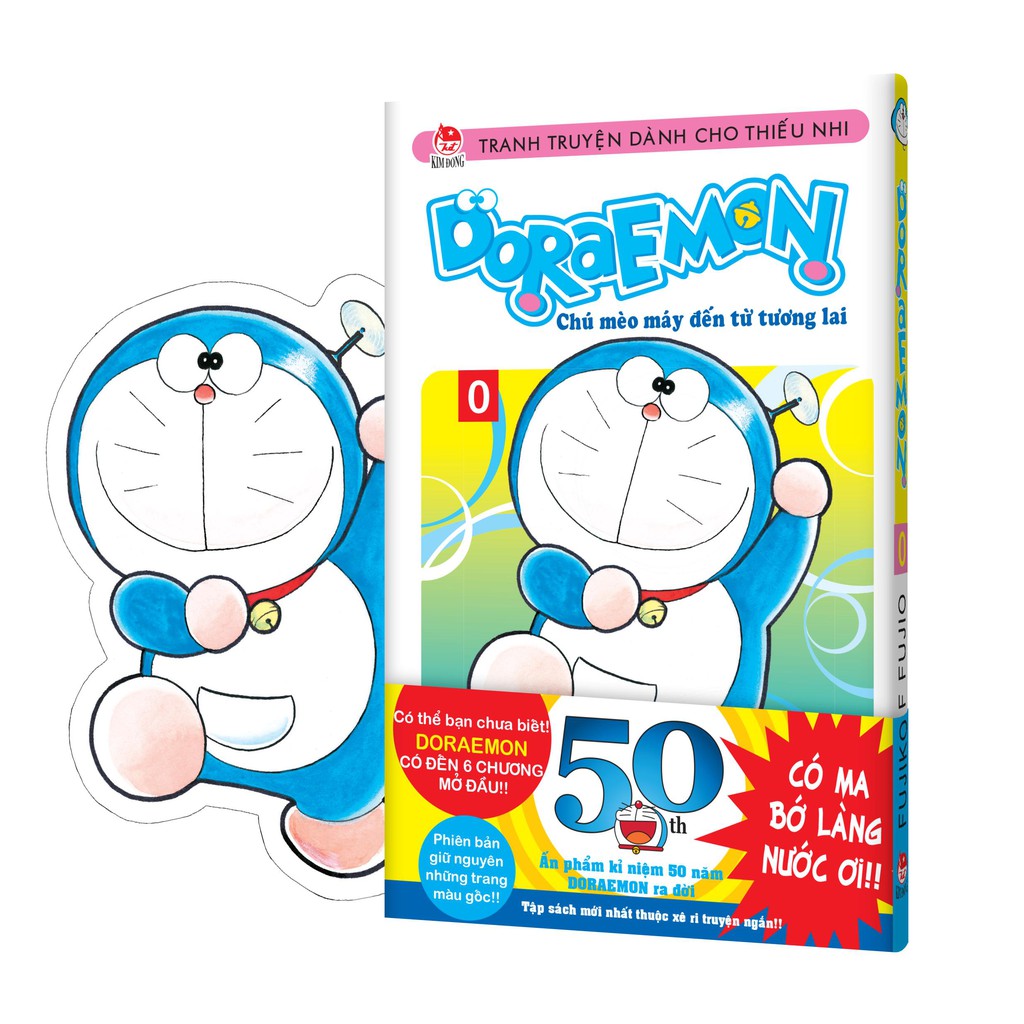 TRANH TRUYỆN DÀNH CHO THIẾU NHI
KIM ĐỒNG
DORAEMON
Chú mèo máy đến từ tương lai
0
Có thể bạn chưa biết!
DORAEMON
CÓ ĐẾN 6 CHƯƠNG
MỞ ĐẦU!!
Phiên bản
giữ nguyên
những trang
màu gốc!!
50th
Ấn phẩm kỉ niệm 50 năm
DORAEMON ra đời
Tập sách mới nhất thuộc xê ri truyện ngắn!!
CÓ MA
BỚ LÀNG
NƯỚC ƠI!!
DORAEMON
0
FUJIKO F FUJIO